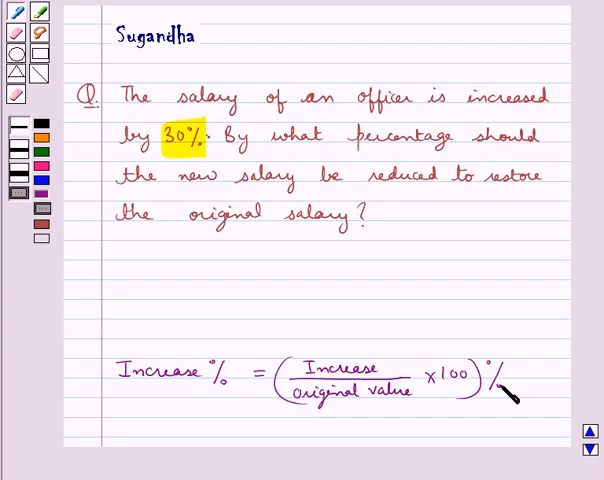 Sugandha
Q. The salary of an officer is increased
by 30%. By what percentage should
the new salary be reduced to restore
the original salary?
Increase % = (Increase / original value × 100) %